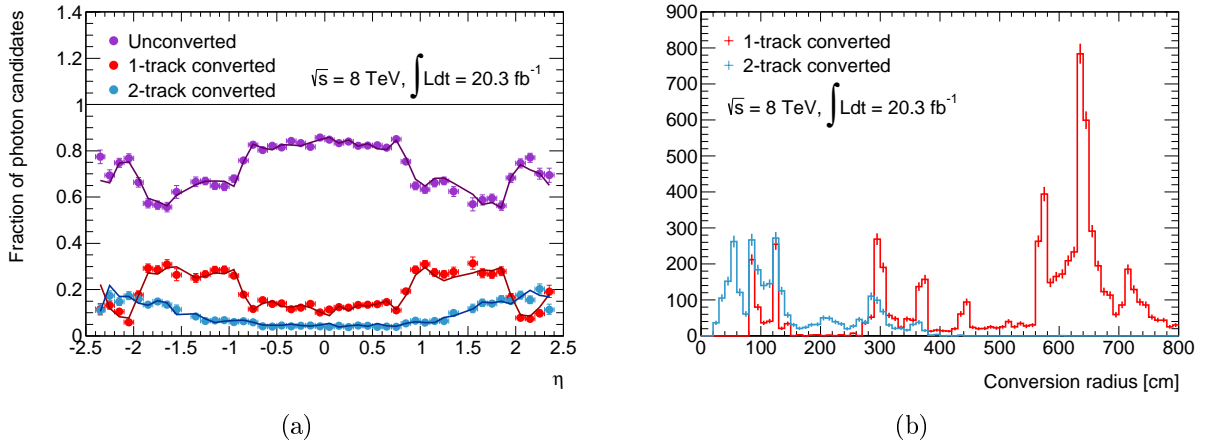 Fraction of photon candidates
1.4
1.2
1
0.8
0.6
0.4
0.2
0
Unconverted
1-track converted
2-track converted
√s = 8 TeV, ∫Ldt = 20.3 fb⁻¹
-2.5 -2 -1.5 -1 -0.5 0 0.5 1 1.5 2 2.5
η
(a)
900
800
700
600
500
400
300
200
100
0
1-track converted
2-track converted
√s = 8 TeV, ∫Ldt = 20.3 fb⁻¹
0 100 200 300 400 500 600 700 800
Conversion radius [cm]
(b)